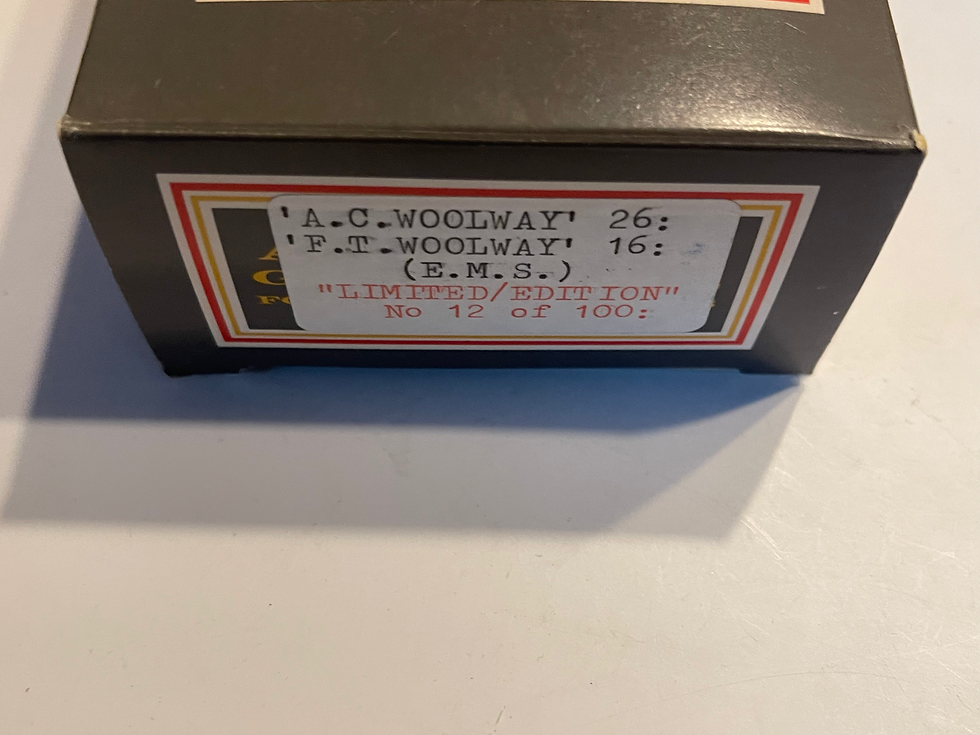 'A.C.WOOLWAY' 26:
'F.T.WOOLWAY' 16:
(E.M.S.)
"LIMITED/EDITION"
No 12 of 100: